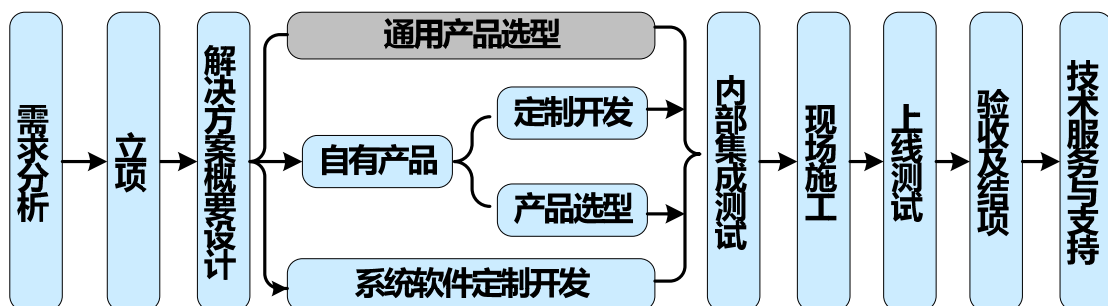 需求分析
立项
解决方案概要设计
通用产品选型
自有产品
定制开发
产品选型
系统软件定制开发
内部集成测试
现场施工
上线测试
验收及结项
技术服务与支持